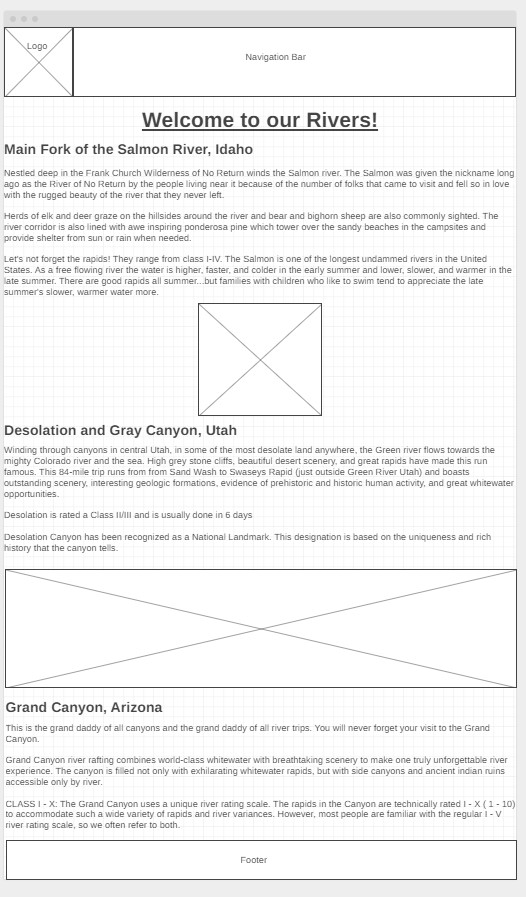 Logo
Navigation Bar
Welcome to our Rivers!
Main Fork of the Salmon River, Idaho
Nestled deep in the Frank Church Wilderness of No Return winds the Salmon river. The Salmon was given the nickname long
ago as the River of No Return by the people living near it because of the number of folks that came to visit and fell so in love
with the rugged beauty of the river that they never left.
Herds of elk and deer graze on the hillsides around the river and bear and bighorn sheep are also commonly sighted. The
river corridor is also lined with awe inspiring ponderosa pine which tower over the sandy beaches in the campsites and
provide shelter from sun or rain when needed.
Let's not forget the rapids! They range from class I-IV. The Salmon is one of the longest undammed rivers in the United
States. As a free flowing river the water is higher, faster, and colder in the early summer and lower, slower, and warmer in the
late summer. There are good rapids all summer...but families with children who like to swim tend to appreciate the late
summer's slower, warmer water more.
Desolation and Gray Canyon, Utah
Winding through canyons in central Utah, in some of the most desolate land anywhere, the Green river flows towards the
mighty Colorado river and the sea. High grey stone cliffs, beautiful desert scenery, and great rapids have made this run
famous. This 84-mile trip runs from from Sand Wash to Swaseys Rapid (just outside Green River Utah) and boasts
outstanding scenery, interesting geologic formations, evidence of prehistoric and historic human activity, and great whitewater
opportunities.
Desolation is rated a Class II/III and is usually done in 6 days
Desolation Canyon has been recognized as a National Landmark. This designation is based on the uniqueness and rich
history that the canyon tells.
Grand Canyon, Arizona
This is the grand daddy of all canyons and the grand daddy of all river trips. You will never forget your visit to the Grand
Canyon.
Grand Canyon river rafting combines world-class whitewater with breathtaking scenery to make one truly unforgettable river
experience. The canyon is filled not only with exhilarating whitewater rapids, but with side canyons and ancient indian ruins
accessible only by river.
CLASS I - X: The Grand Canyon uses a unique river rating scale. The rapids in the Canyon are technically rated I - X ( 1 - 10)
to accommodate such a wide variety of rapids and river variances. However, most people are familiar with the regular I - V
river rating scale, so we often refer to both.
Footer